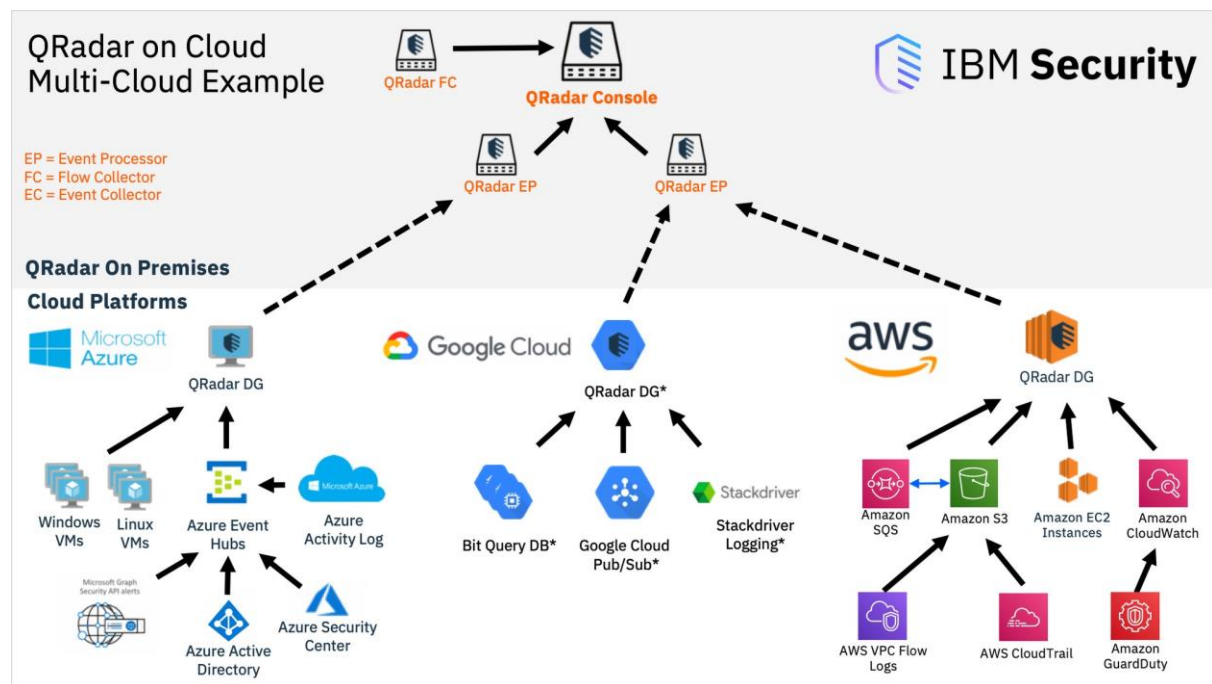 QRadar on Cloud
Multi-Cloud Example
QRadar FC
QRadar Console
IBM Security
EP = Event Processor
FC = Flow Collector
EC = Event Collector
QRadar EP
QRadar EP
QRadar On Premises
Cloud Platforms
Microsoft
Azure
QRadar DG
Google Cloud
QRadar DG*
aws
QRadar DG
Windows
VMs
Linux
VMs
Azure Event
Hubs
Microsoft Azure
Azure
Activity Log
Microsoft Graph
Security API alerts
Azure Active
Directory
Azure Security
Center
Bit Query DB*
Google Cloud
Pub/Sub*
Stackdriver
Stackdriver
Logging*
Amazon
SQS
Amazon S3
Amazon EC2
Instances
Amazon
CloudWatch
AWS VPC Flow
Logs
AWS CloudTrail
Amazon
GuardDuty